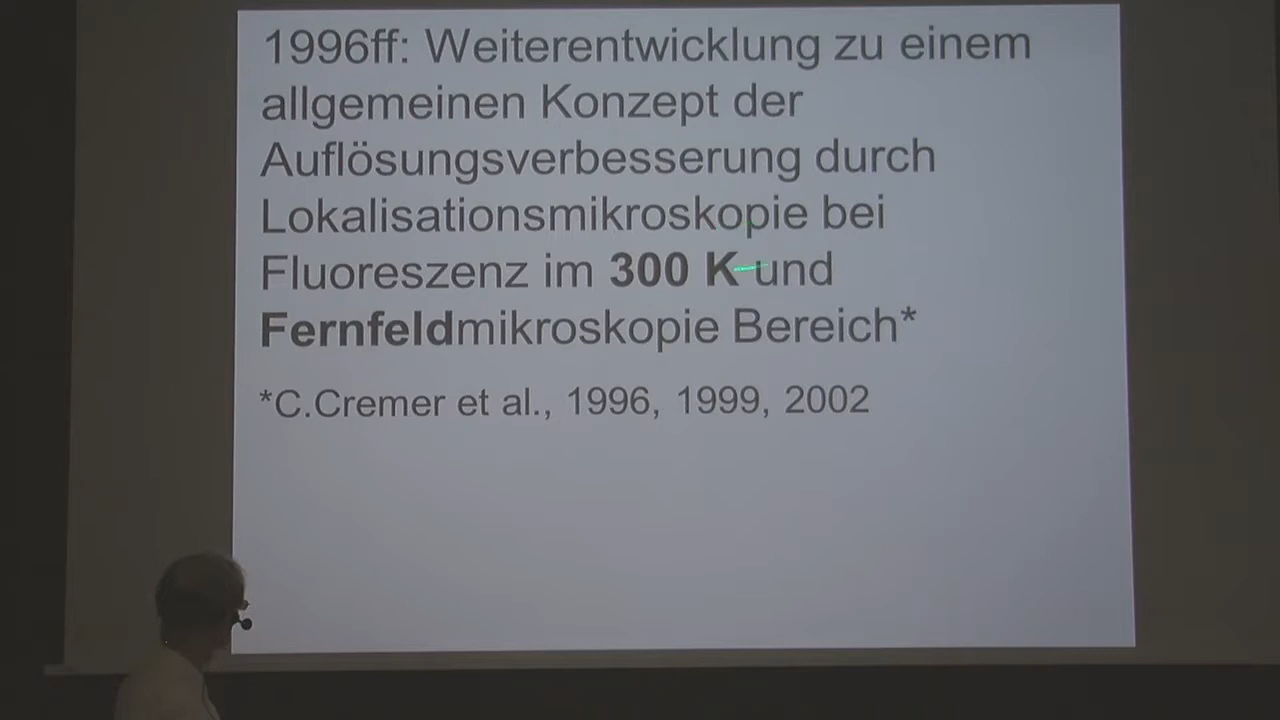 1996ff: Weiterentwicklung zu einem
allgemeinen Konzept der
Auflösungsverbesserung durch
Lokalisationsmikroskopie bei
Fluoreszenz im 300 K und
Fernfeldmikroskopie Bereich*
*C.Cremer et al., 1996, 1999, 2002